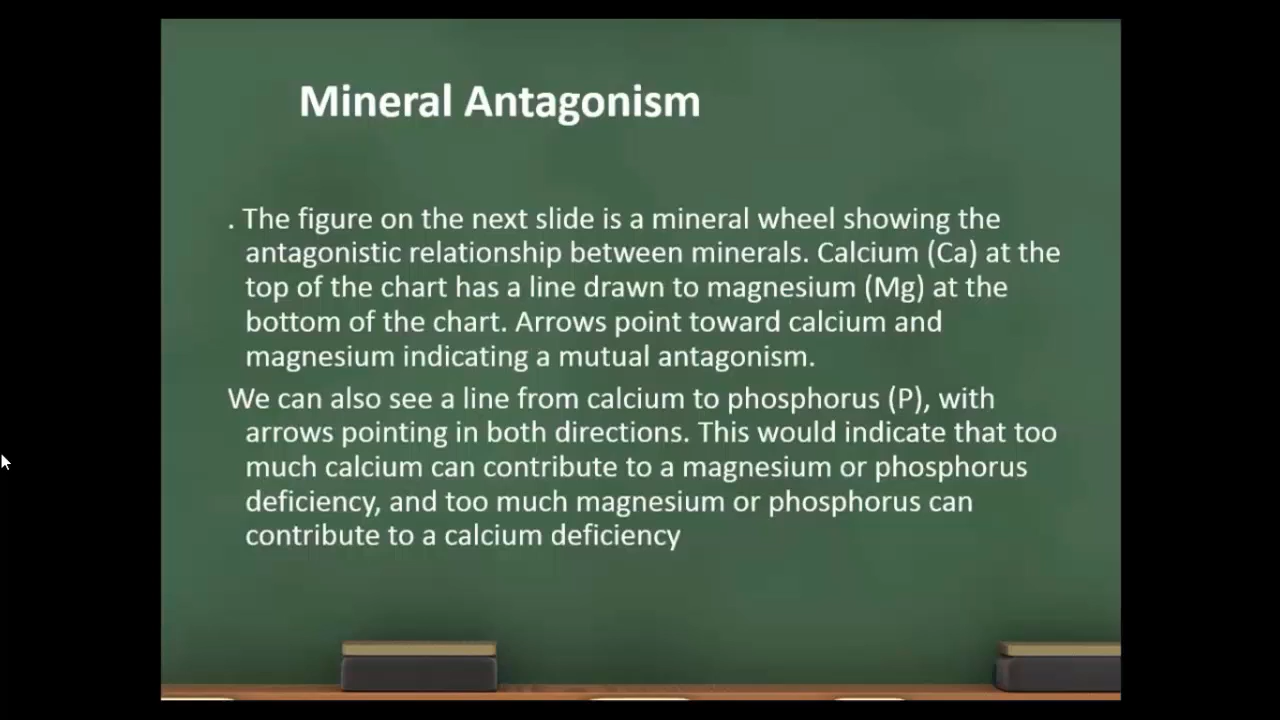 Mineral Antagonism
. The figure on the next slide is a mineral wheel showing the
antagonistic relationship between minerals. Calcium (Ca) at the
top of the chart has a line drawn to magnesium (Mg) at the
bottom of the chart. Arrows point toward calcium and
magnesium indicating a mutual antagonism.
We can also see a line from calcium to phosphorus (P), with
arrows pointing in both directions. This would indicate that too
much calcium can contribute to a magnesium or phosphorus
deficiency, and too much magnesium or phosphorus can
contribute to a calcium deficiency